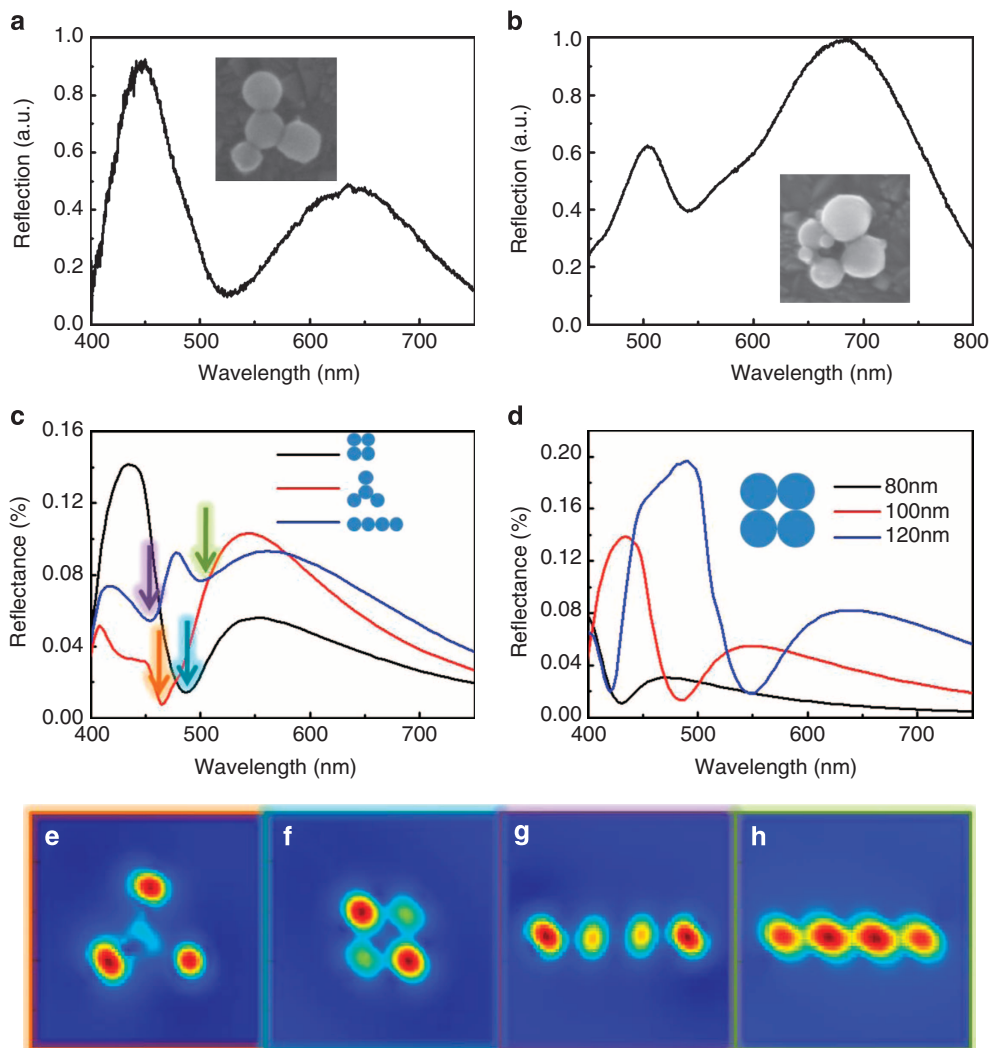 a
1.0
0.8
0.6
0.4
0.2
0.0
Reflection (a.u.)
400 500 600 700
Wavelength (nm)
b
1.0
0.8
0.6
0.4
0.2
0.0
Reflection (a.u.)
500 600 700 800
Wavelength (nm)
c
0.16
0.12
0.08
0.04
0.00
Reflectance (%)
400 500 600 700
Wavelength (nm)
d
0.20
0.16
0.12
0.08
0.04
0.00
Reflectance (%)
80nm
100nm
120nm
400 500 600 700
Wavelength (nm)
e
f
g
h